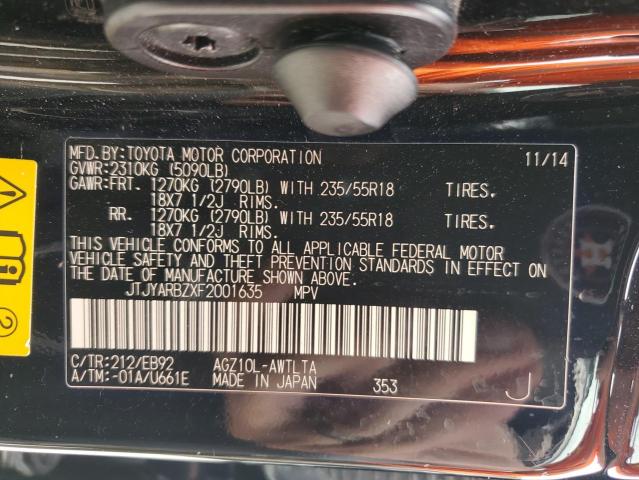 MFD.BY:TOYOTA MOTOR CORPORATION 11/14
GVWR:2310KG (5090LB)
GAWR:FRT. 1270KG (2790LB) WITH 235/55R18 TIRES.
18X7 1/2J RIMS.
RR. 1270KG (2790LB) WITH 235/55R18 TIRES.
18X7 1/2J RIMS.
THIS VEHICLE CONFORMS TO ALL APPLICABLE FEDERAL MOTOR
VEHICLE SAFETY AND THEFT PREVENTION STANDARDS IN EFFECT ON
THE DATE OF MANUFACTURE SHOWN ABOVE.
JTJYARBZXF2001635 MPV
C/TR:212/EB92 AGZ10L-AWTLTA
A/TM:-01A/U661E MADE IN JAPAN 353 J
2